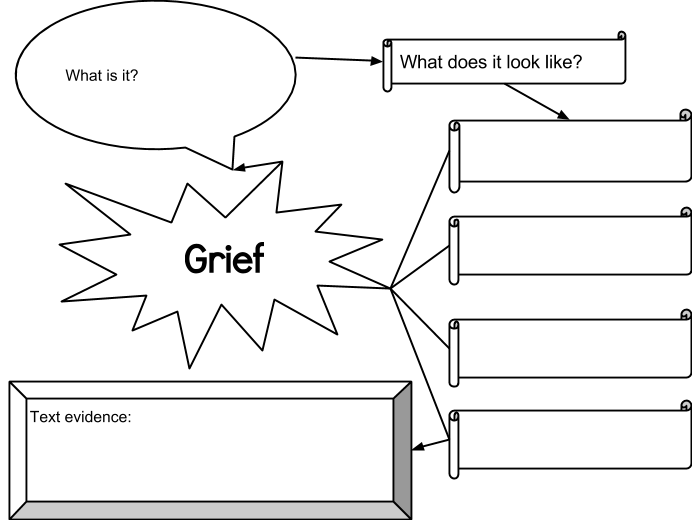 What is it?
What does it look like?
Grief
Text evidence: